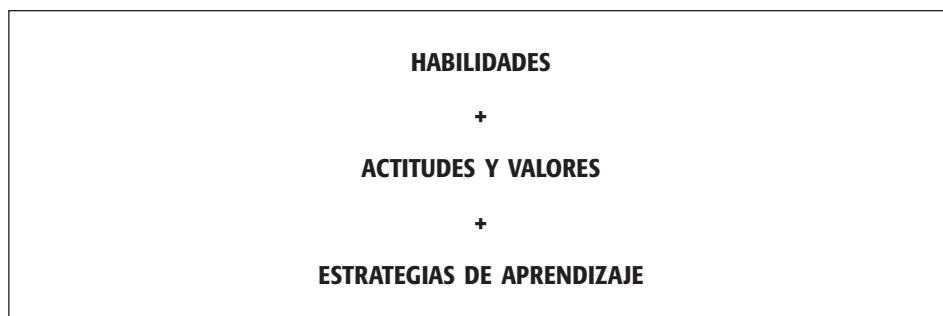 HABILIDADES
+
ACTITUDES Y VALORES
+
ESTRATEGIAS DE APRENDIZAJE